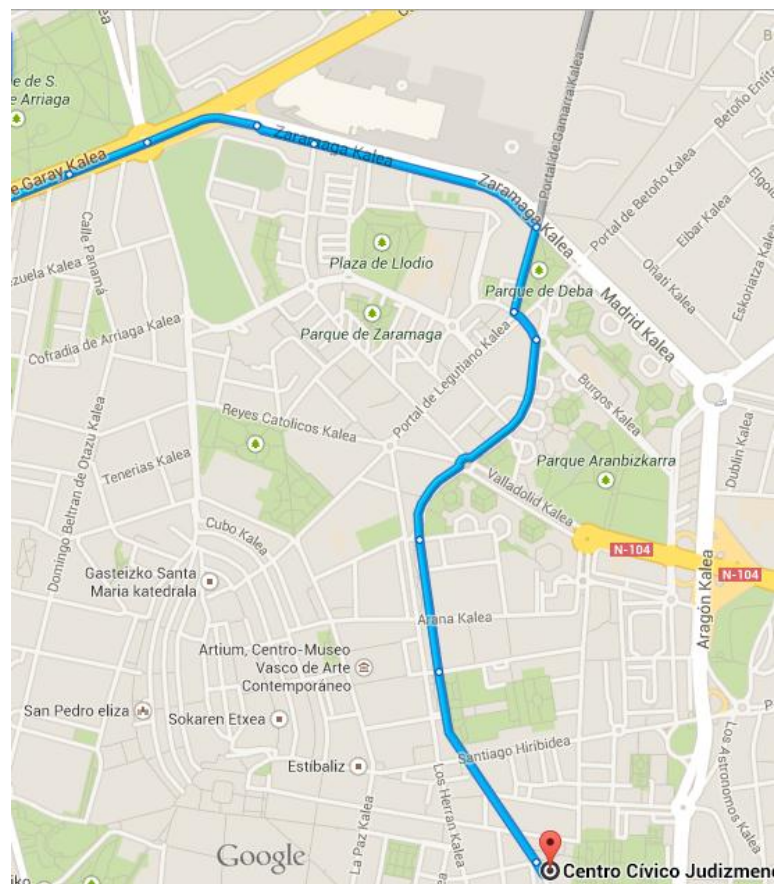 e de S.
e Arriaga
e Garay Kalea
Zaramaga Kalea
Portal de Gamarra Kalea
Betoño Entita
Zaramaga Kalea
Portal de Betoño Kalea
Eibar Kalea
Elgoi
Calle Panamá
Plaza de Llodio
Oñati Kalea
Eskoriatza Kalea
zuela Kalea
Parque de Deba
Madrid Kalea
Parque de Zaramaga
Cofradia de Arriaga Kalea
Portal de Legutiano Kalea
Burgos Kalea
Reyes Catolicos Kalea
Dublín Kalea
Tenerias Kalea
Parque Aranbizkarra
Domingo Beltran de Otazu Kalea
Valladolid Kalea
Cubo Kalea
N-104
N-104
Gasteizko Santa
Maria katedrala
Aragón Kalea
Arana Kalea
Artium, Centro-Museo
Vasco de Arte
Contemporáneo
San Pedro eliza
Sokaren Etxea
P
Santiago Hiribidea
Estíbaliz
Los Astronomos Kalea
Los Herran Kalea
La Paz Kalea
Google
Centro Cívico Judizmend
iko